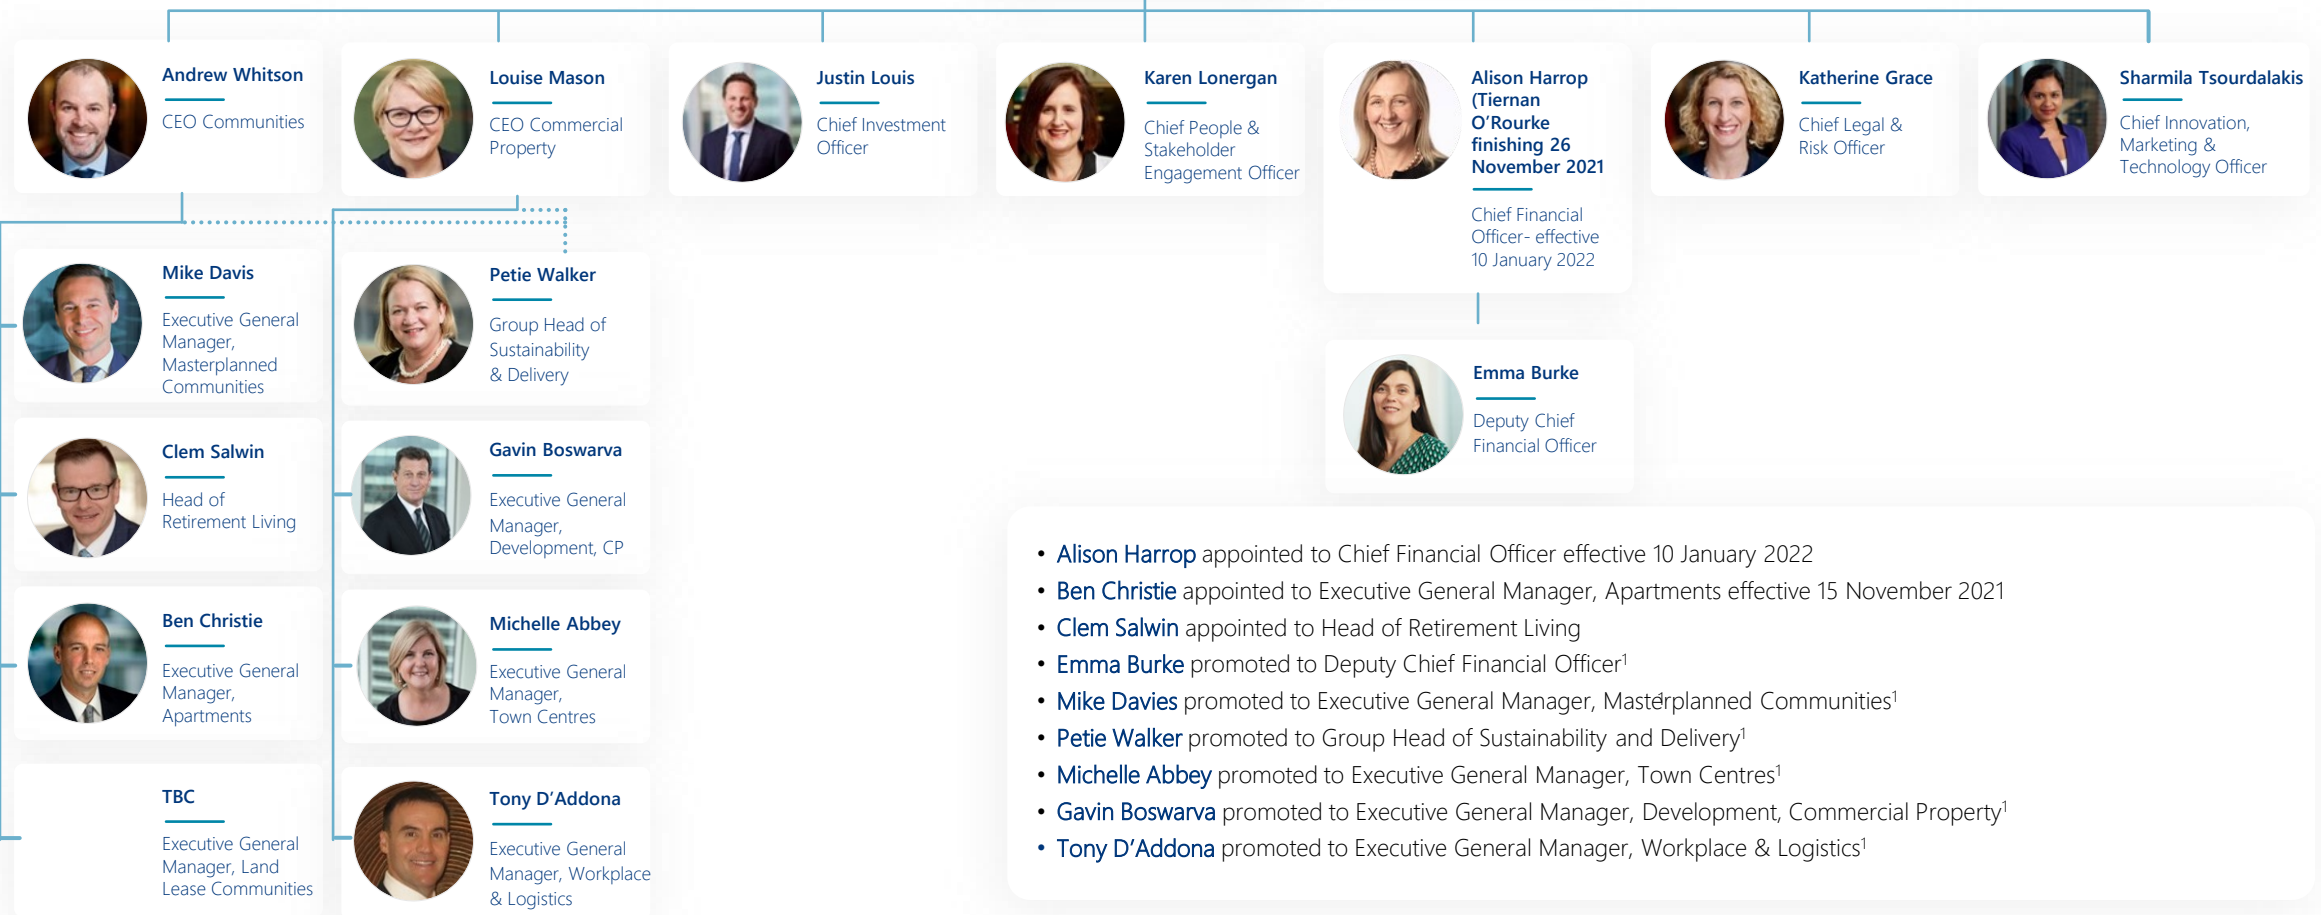 Andrew Whitson
CEO Communities
Louise Mason
CEO Commercial
Property
Justin Louis
Chief Investment
Officer
Karen Lonergan
Chief People &
Stakeholder
Engagement Officer
Alison Harrop
(Tiernan
O'Rourke
finishing 26
November 2021
Chief Financial
Officer- effective
10 January 2022
Katherine Grace
Chief Legal &
Risk Officer
Sharmila Tsourdalakis
Chief Innovation,
Marketing &
Technology Officer
Mike Davis
Executive General
Manager,
Masterplanned
Communities
Petie Walker
Group Head of
Sustainability
& Delivery
Emma Burke
Deputy Chief
Financial Officer
Clem Salwin
Head of
Retirement Living
Gavin Boswarva
Executive General
Manager,
Development, CP
Ben Christie
Executive General
Manager,
Apartments
Michelle Abbey
Executive General
Manager,
Town Centres
TBC
Executive General
Manager, Land
Lease Communities
Tony D'Addona
Executive General
Manager, Workplace
& Logistics
• Alison Harrop appointed to Chief Financial Officer effective 10 January 2022
• Ben Christie appointed to Executive General Manager, Apartments effective 15 November 2021
• Clem Salwin appointed to Head of Retirement Living
• Emma Burke promoted to Deputy Chief Financial Officer¹
• Mike Davies promoted to Executive General Manager, Masterplanned Communities¹
1
• Petie Walker promoted to Group Head of Sustainability and Delivery¹
• Michelle Abbey promoted to Executive General Manager, Town Centres¹
• Gavin Boswarva promoted to Executive General Manager, Development, Commercial Property¹
• Tony D'Addona promoted to Executive General Manager, Workplace & Logistics¹